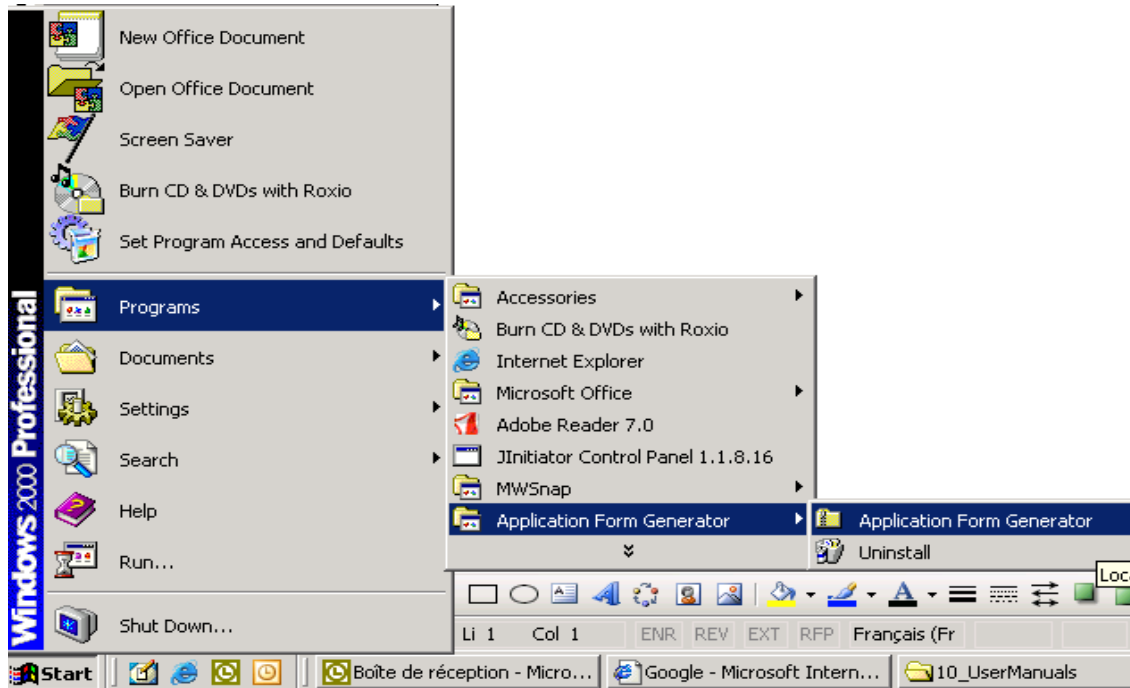 Windows 2000 Professional
New Office Document
Open Office Document
Screen Saver
Burn CD & DVDs with Roxio
Set Program Access and Defaults
Programs
Documents
Settings
Search
Help
Run...
Shut Down...
Accessories
Burn CD & DVDs with Roxio
Internet Explorer
Microsoft Office
Adobe Reader 7.0
JInitiator Control Panel 1.1.8.16
MWSnap
Application Form Generator
Application Form Generator
Uninstall
Loca
Li 1 Col 1 ENR REV EXT RFP Français (Fr
Start Boîte de réception - Micro... Google - Microsoft Intern... 10_UserManuals